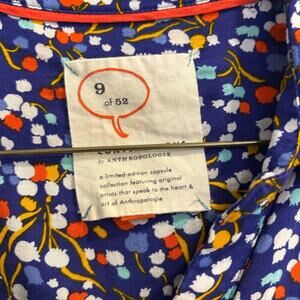 9
of 52
by ANTHROPOLOGIE
a limited-edition capsule
collection featuring original
prints that speak to the heart &
art of Anthropologie